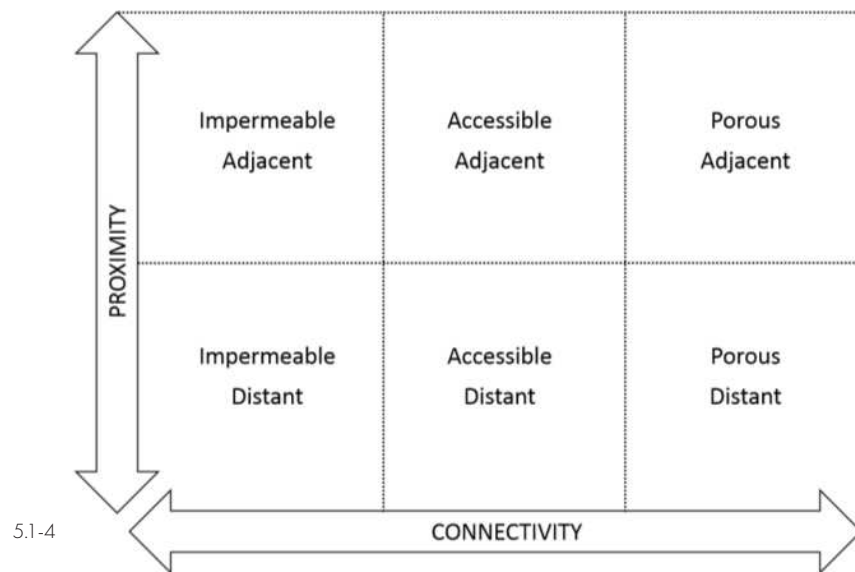 Impermeable
Adjacent
Accessible
Adjacent
Porous
Adjacent
PROXIMITY
Impermeable
Distant
Accessible
Distant
Porous
Distant
5.1-4
CONNECTIVITY